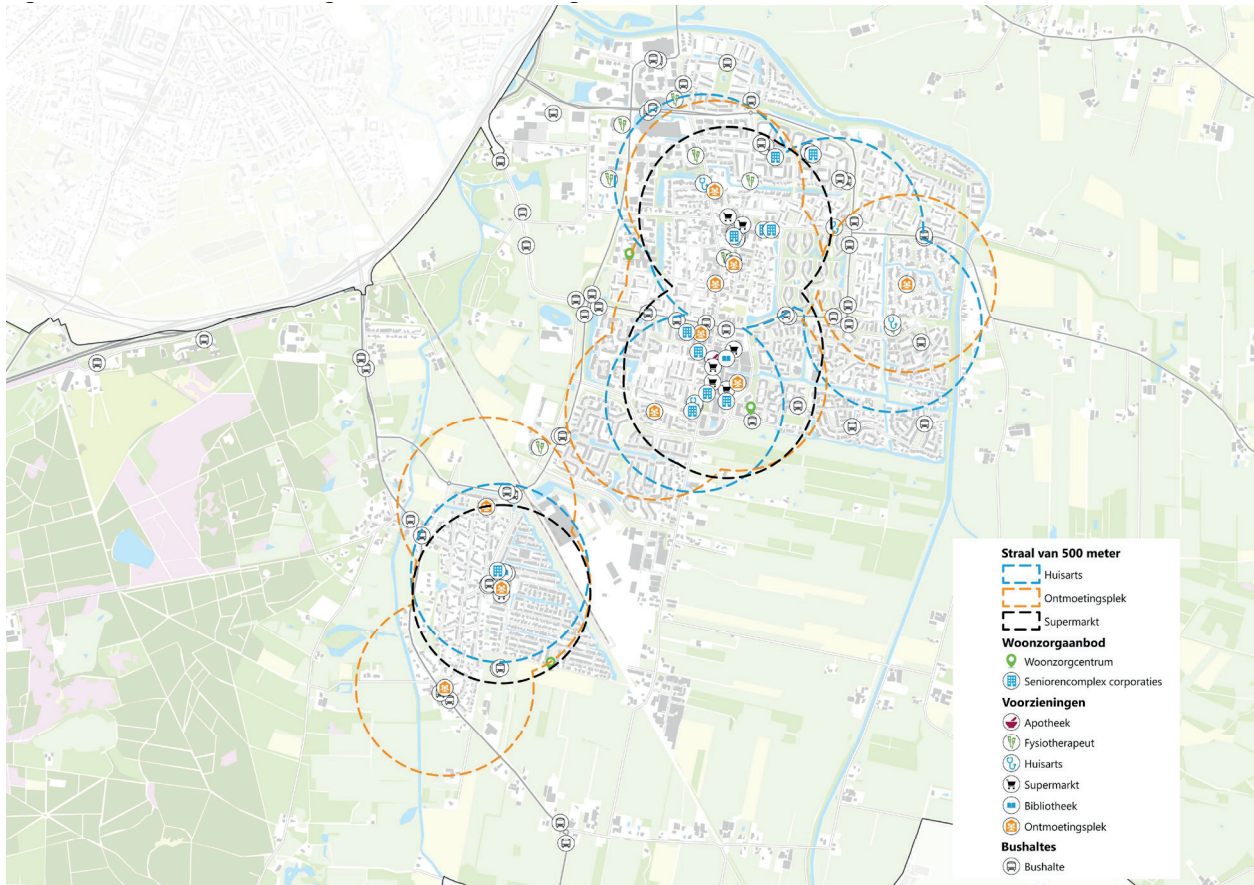 Straal van 500 meter
Huisarts
Ontmoetingsplek
Supermarkt
Woonzorgaanbod
Woonzorgcentrum
Seniorencomplex corporaties
Voorzieningen
Apotheek
Fysiotherapeut
Huisarts
Supermarkt
Bibliotheek
Ontmoetingsplek
Bushaltes
Bushalte